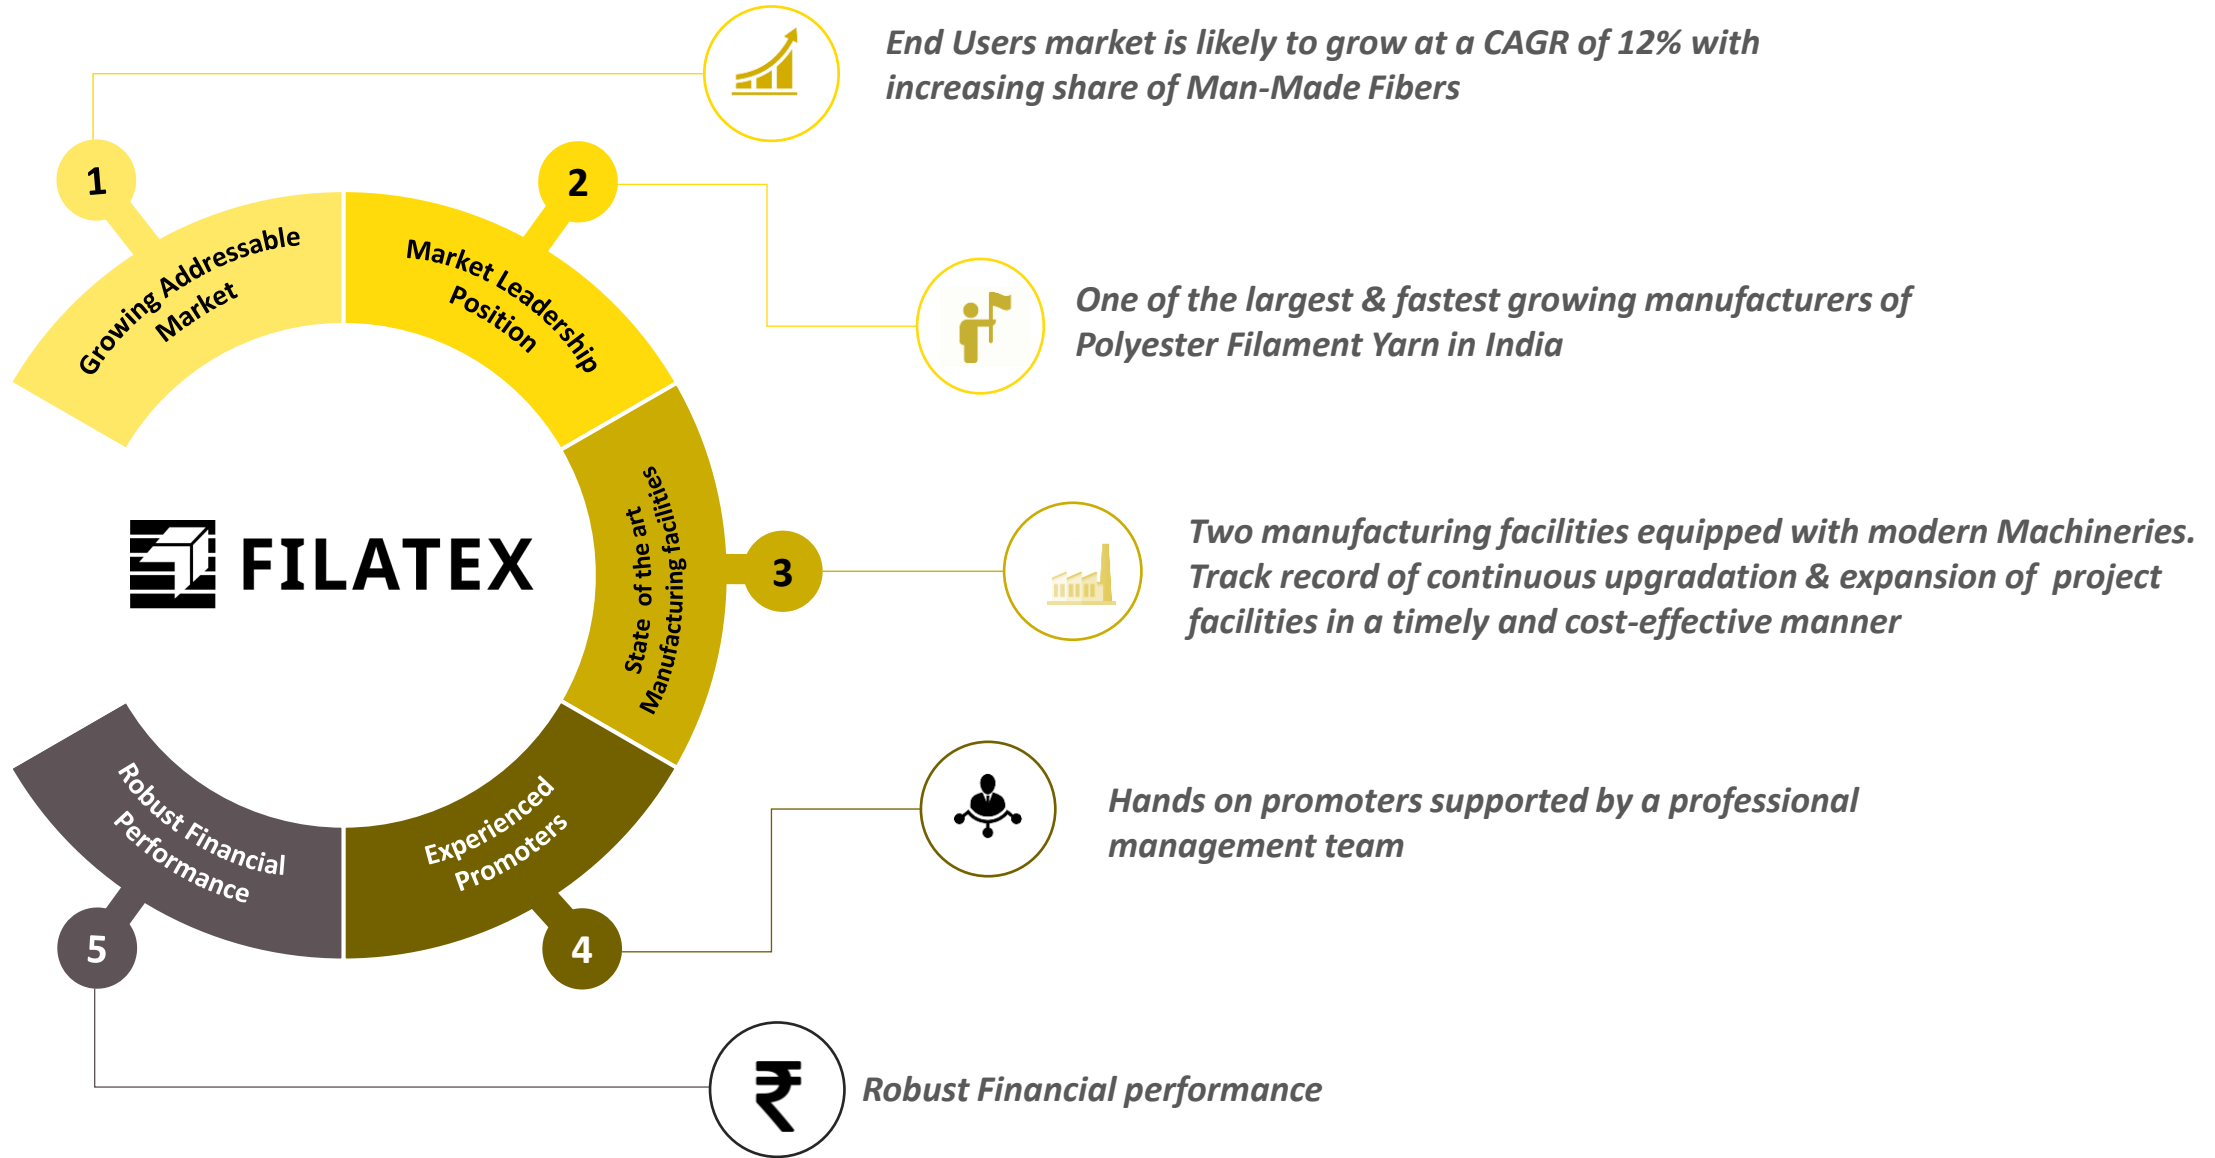 End Users market is likely to grow at a CAGR of 12% with
increasing share of Man-Made Fibers
1
Growing Addressable
Market
2
Market Leadership
Position
One of the largest & fastest growing manufacturers of
Polyester Filament Yarn in India
FILATEX
State of the art
Manufacturing facilities
3
Two manufacturing facilities equipped with modern Machineries.
Track record of continuous upgradation & expansion of project
facilities in a timely and cost-effective manner
Experienced
Promoters
4
Hands on promoters supported by a professional
management team
Robust Financial
Performance
5
₹
Robust Financial performance